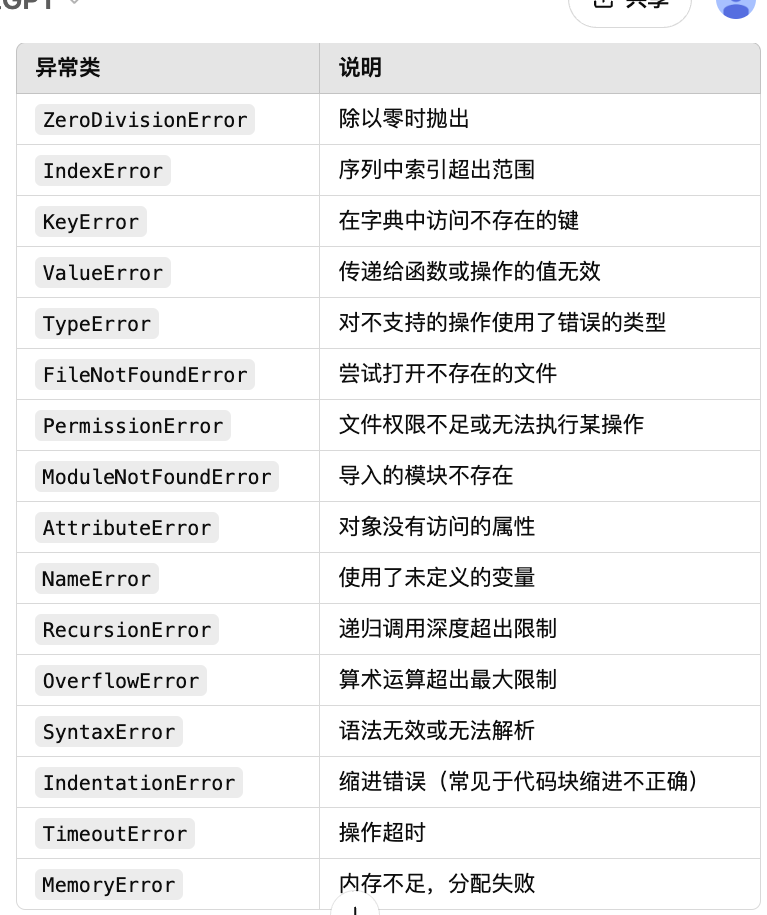 异常类 说明
ZeroDivisionError 除以零时抛出
IndexError 序列中索引超出范围
KeyError 在字典中访问不存在的键
ValueError 传递给函数或操作的值无效
TypeError 对不支持的操作使用了错误的类型
FileNotFoundError 尝试打开不存在的文件
PermissionError 文件权限不足或无法执行某操作
ModuleNotFoundError 导入的模块不存在
AttributeError 对象没有访问的属性
NameError 使用了未定义的变量
RecursionError 递归调用深度超出限制
OverflowError 算术运算超出最大限制
SyntaxError 语法无效或无法解析
IndentationError 缩进错误（常见于代码块缩进不正确）
TimeoutError 操作超时
MemoryError 内存不足，分配失败